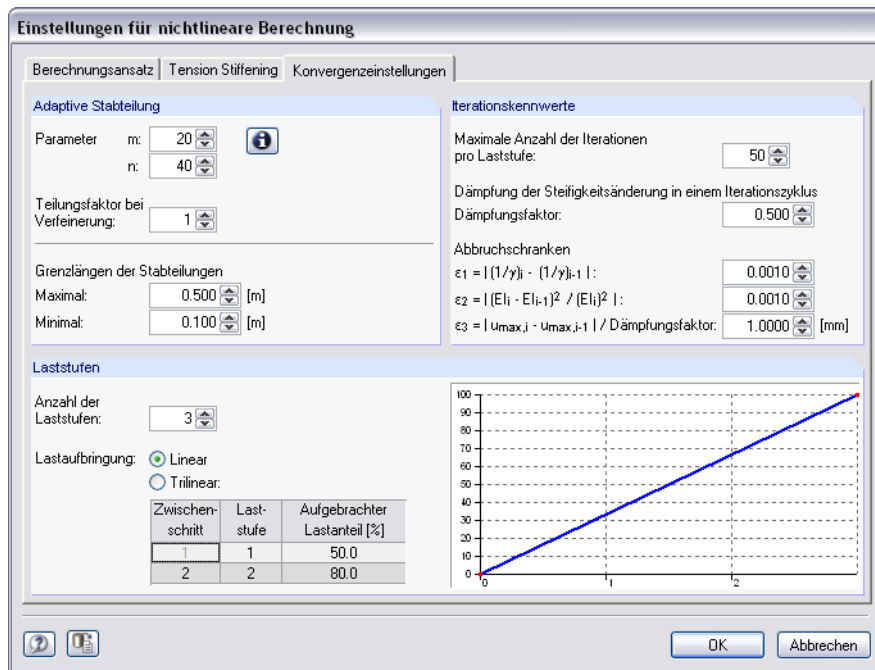 Einstellungen für nichtlineare Berechnung
Berechnungsansatz
Tension Stiffening
Konvergenzeinstellungen
Adaptive Stabteilung
Parameter m: 20
n: 40
Teilungsfaktor bei
Verfeinerung: 1
Grenzlängen der Stabteilungen
Maximal: 0.500 [m]
Minimal: 0.100 [m]
Iterationskennwerte
Maximale Anzahl der Iterationen
pro Laststufe: 50
Dämpfung der Steifigkeitsänderung in einem Iterationszyklus
Dämpfungsfaktor: 0.500
Abbruchschranken
ε1 = | (1/γ)i - (1/γ)i-1 | : 0.0010
ε2 = | (EIi - EIi-1)² / (EIi)² | : 0.0010
ε3 = | umax,i - umax,i-1 | / Dämpfungsfaktor: 1.0000 [mm]
Laststufen
Anzahl der
Laststufen: 3
Lastaufbringung: Linear
Trilinear:
Zwischen- Last- Aufgebrachter
schritt stufe Lastanteil [%]
1 1 50.0
2 2 80.0
100
90
80
70
60
50
40
30
20
10
0
0 1 2
OK
Abbrechen